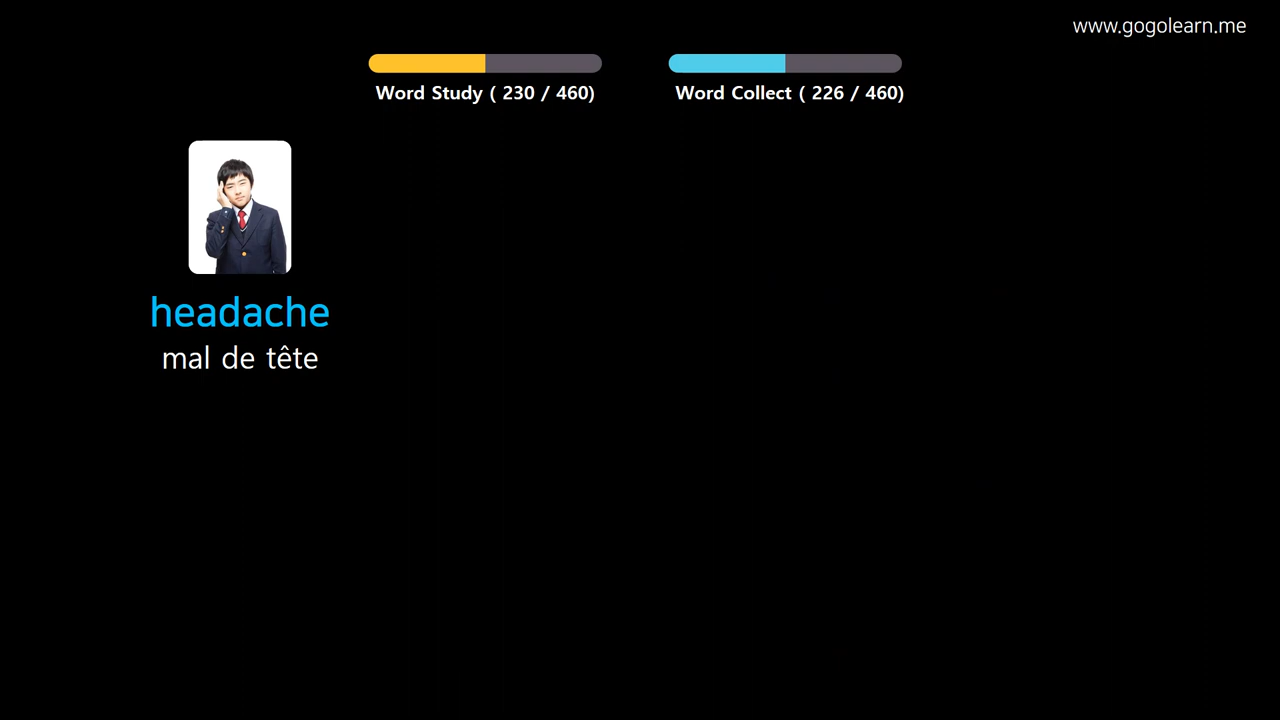 www.gogolearn.me
Word Study ( 230 / 460)
Word Collect ( 226 / 460)
headache
mal de tête